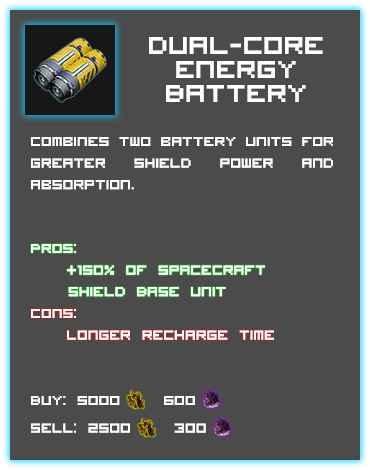 DUAL-CORE
ENERGY
BATTERY
COMBINES TWO BATTERY UNITS FOR
GREATER SHIELD POWER AND
ABSORPTION.
PROS:
+150% OF SPACECRAFT
SHIELD BASE UNIT
CONS:
LONGER RECHARGE TIME
BUY: 5000 600
SELL: 2500 300